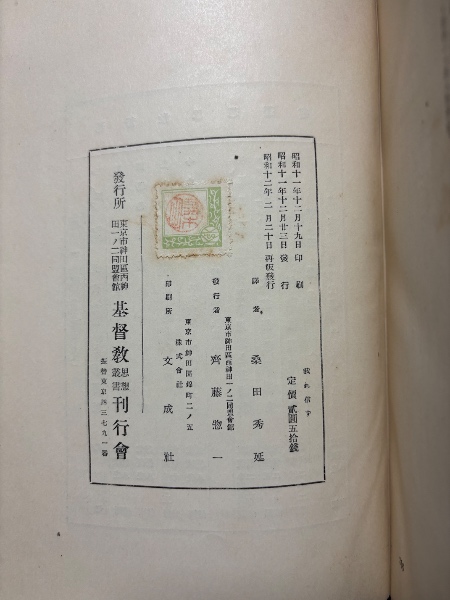 我れ信ず
定價 貳圓五拾錢
昭和十一年十二月十九日 印刷
昭和十一年十二月廿三日 發行
昭和十二年二月二十日 再版發行
譯者 桑田秀延
東京市神田區西神田一ノ二同盟會館
發行者 齊藤惣一
東京市神田區錦町二ノ五
株式會社
印刷所 文成社
發行所
東京市神田區西神
田一ノ二同盟會館
基督教思想叢書刊行會
振替東京四三七九一番